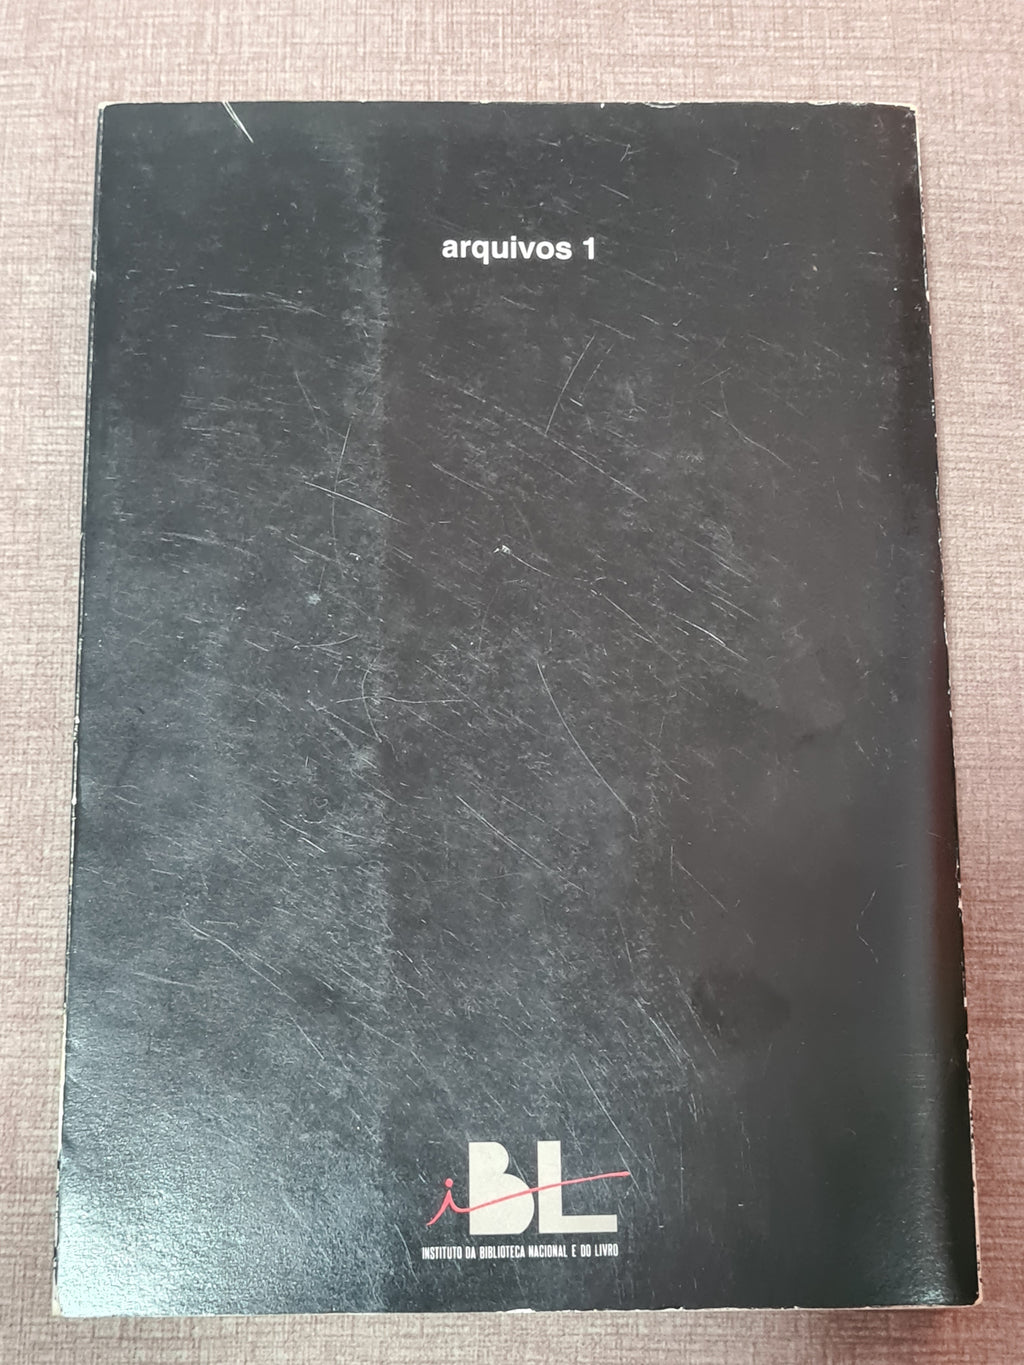 arquivos 1
iBL
INSTITUTO DA BIBLIOTECA NACIONAL E DO LIVRO